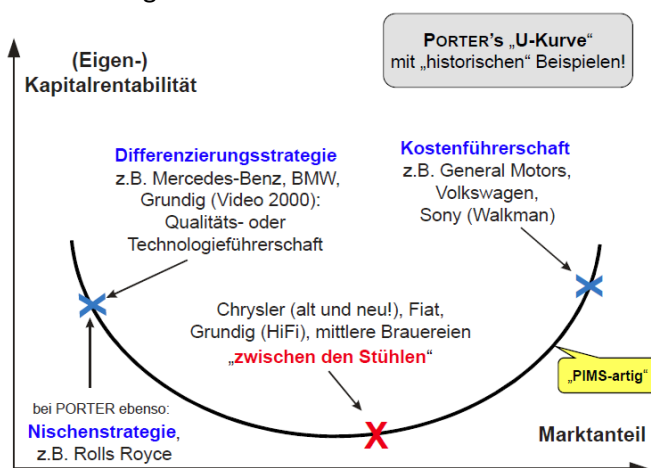 (Eigen-)
Kapitalrentabilität
PORTER's „U-Kurve“
mit „historischen“ Beispielen!
Differenzierungsstrategie
z.B. Mercedes-Benz, BMW,
Grundig (Video 2000):
Qualitäts- oder
Technologieführerschaft
Kostenführerschaft
z.B. General Motors,
Volkswagen,
Sony (Walkman)
Chrysler (alt und neu!), Fiat,
Grundig (HiFi), mittlere Brauereien
„zwischen den Stühlen“
„PIMS-artig“
bei PORTER ebenso:
Nischenstrategie,
z.B. Rolls Royce
Marktanteil